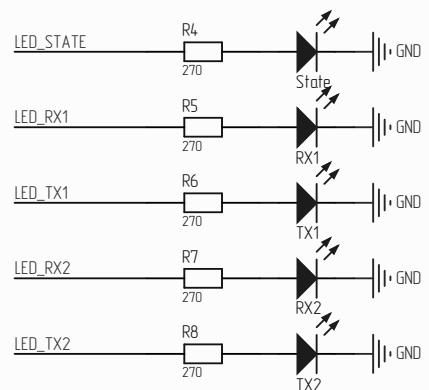 R4
LED_STATE
GND
270
State
R5
LED_RX1
GND
270
RX1
R6
LED_TX1
GND
270
TX1
R7
LED_RX2
GND
270
RX2
R8
LED_TX2
GND
270
TX2